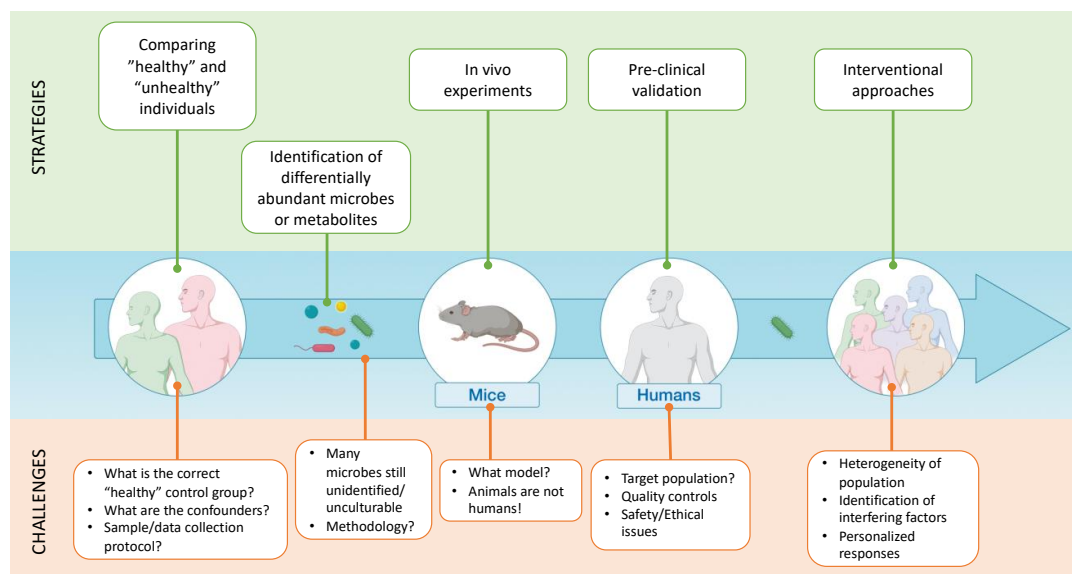 STRATEGIES
Comparing
”healthy” and
“unhealthy”
individuals
Identification of
differentially
abundant microbes
or metabolites
In vivo
experiments
Pre-clinical
validation
Interventional
approaches
Mice
Humans
CHALLENGES
• What is the correct
“healthy” control group?
• What are the confounders?
• Sample/data collection
protocol?
• Many
microbes still
unidentified/
unculturable
• Methodology?
• What model?
• Animals are not
humans!
• Target population?
• Quality controls
• Safety/Ethical
issues
• Heterogeneity of
population
• Identification of
interfering factors
• Personalized
responses